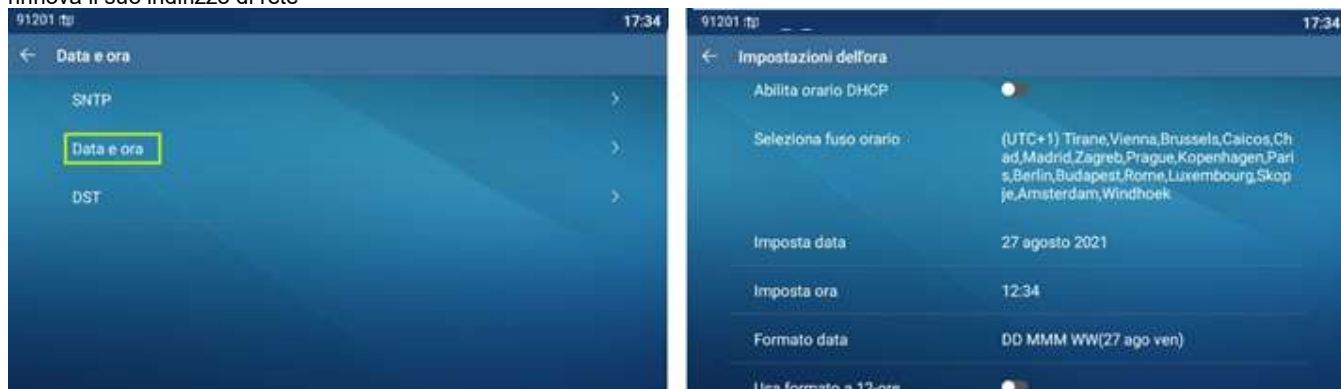 rinnova il suo indirizzo di rete
91201
17:34
Data e ora
SNTP
Data e ora
DST
91201
17:34
Impostazioni dell'ora
Abilita orario DHCP
Seleziona fuso orario
(UTC+1) Tirane,Vienna,Brussels,Caicos,Ch
ad,Madrid,Zagreb,Prague,Kopenhagen,Pari
s,Berlin,Budapest,Rome,Luxembourg,Skop
je,Amsterdam,Windhoek
Imposta data
27 agosto 2021
Imposta ora
12:34
Formato data
DD MMM WW(27 ago ven)
Usa formato a 12-ore